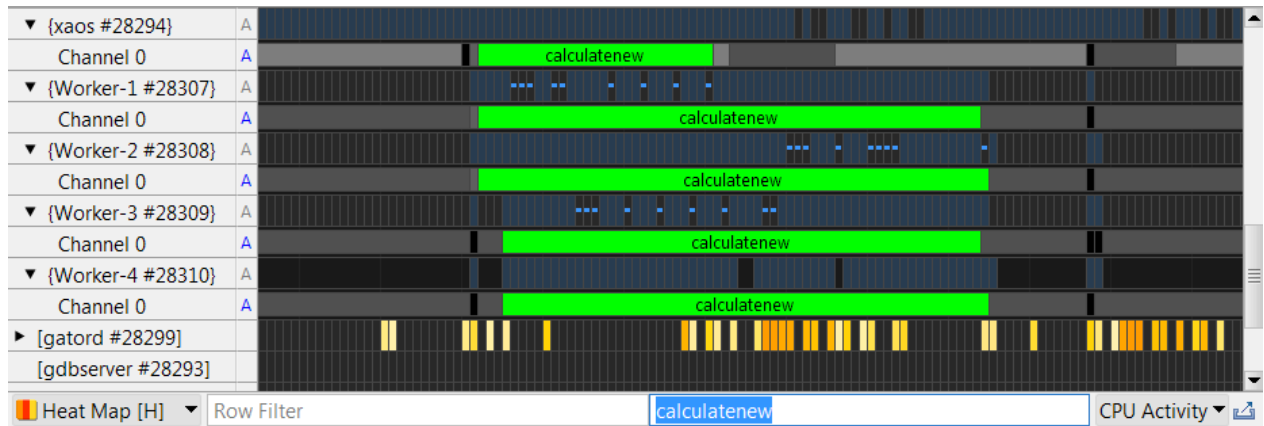 ▼ {xaos #28294} A
Channel 0 A calculatenew
▼ {Worker-1 #28307} A
Channel 0 A calculatenew
▼ {Worker-2 #28308} A
Channel 0 A calculatenew
▼ {Worker-3 #28309} A
Channel 0 A calculatenew
▼ {Worker-4 #28310} A
Channel 0 A calculatenew
► [gatord #28299]
[gdbserver #28293]
Heat Map [H] ▼ Row Filter calculatenew CPU Activity ▼